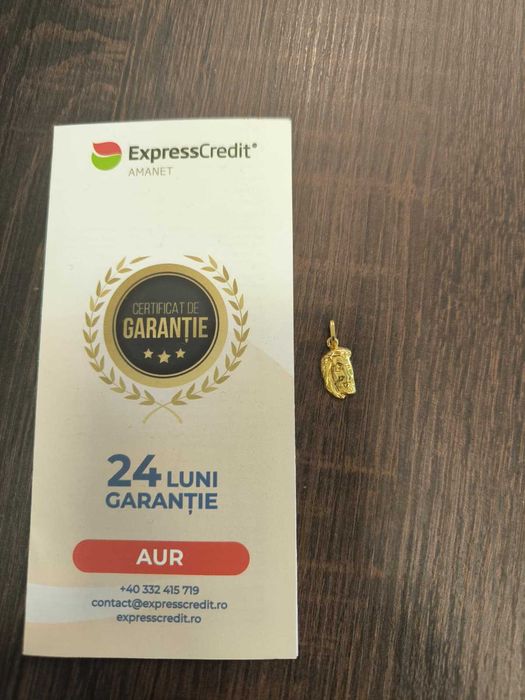 ExpressCredit®
AMANET
CERTIFICAT DE
GARANȚIE
24 LUNI
GARANȚIE
AUR
+40 332 415 719
contact@expresscredit.ro
expresscredit.ro